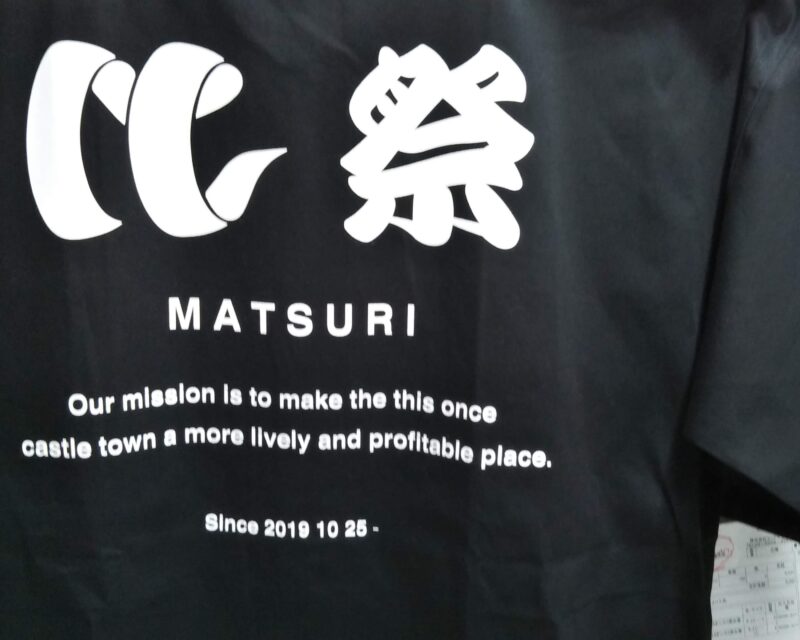 比祭
MATSURI
Our mission is to make the this once
castle town a more lively and profitable place.
Since 2019 10 25 -